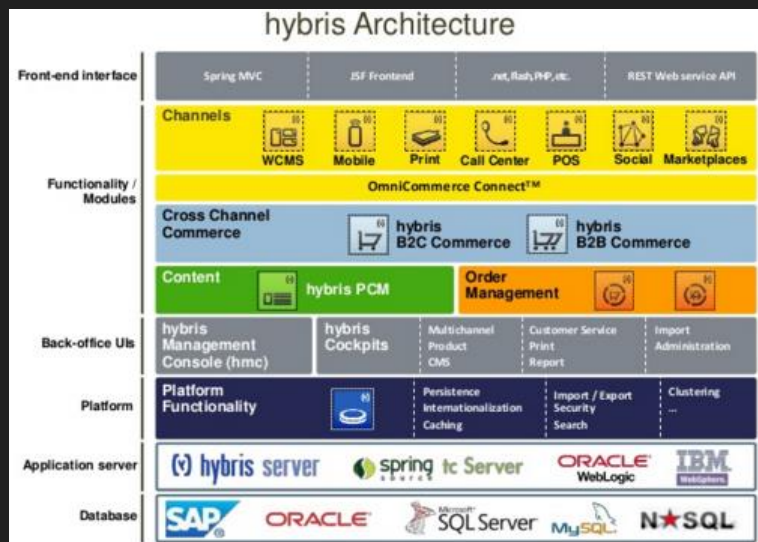 hybris Architecture
Front-end interface
Spring MVC
JSF Frontend
.net, flash, PHP, etc.
REST Web service API
Functionality /
Modules
Channels
WCMS
Mobile
Print
Call Center
POS
Social
Marketplaces
OmniCommerce Connect™
Cross Channel
Commerce
hybris
B2C Commerce
hybris
B2B Commerce
Content
hybris PCM
Order
Management
Back-office UIs
hybris
Management
Console (hmc)
hybris
Cockpits
Multichannel
Product
CMS
Customer Service
Print
Report
Import
Administration
Platform
Platform
Functionality
Persistence
Internationalization
Caching
Import / Export
Security
Search
Clustering
...
Application server
(v) hybris server
spring tc Server
source
ORACLE
WebLogic
IBM
WebSphere.
Database
SAP
ORACLE
Microsoft
SQL Server
MySQL
N★SQL